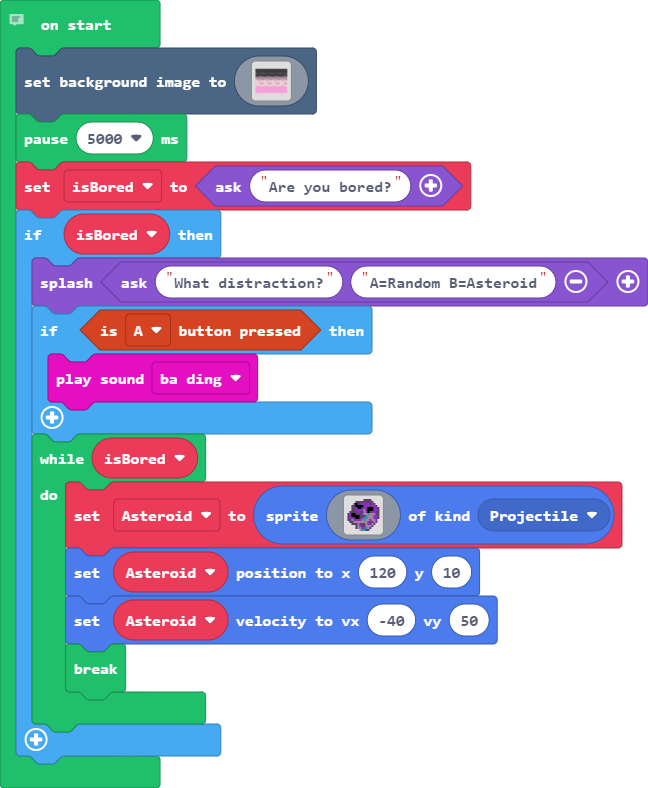 on start
set background image to
pause 5000 ms
set isBored to ask "Are you bored?"
if isBored then
splash ask "What distraction?" "A=Random B=Asteroid"
if is A button pressed then
play sound ba ding
while isBored
do
set Asteroid to sprite of kind Projectile
set Asteroid position to x 120 y 10
set Asteroid velocity to vx -40 vy 50
break